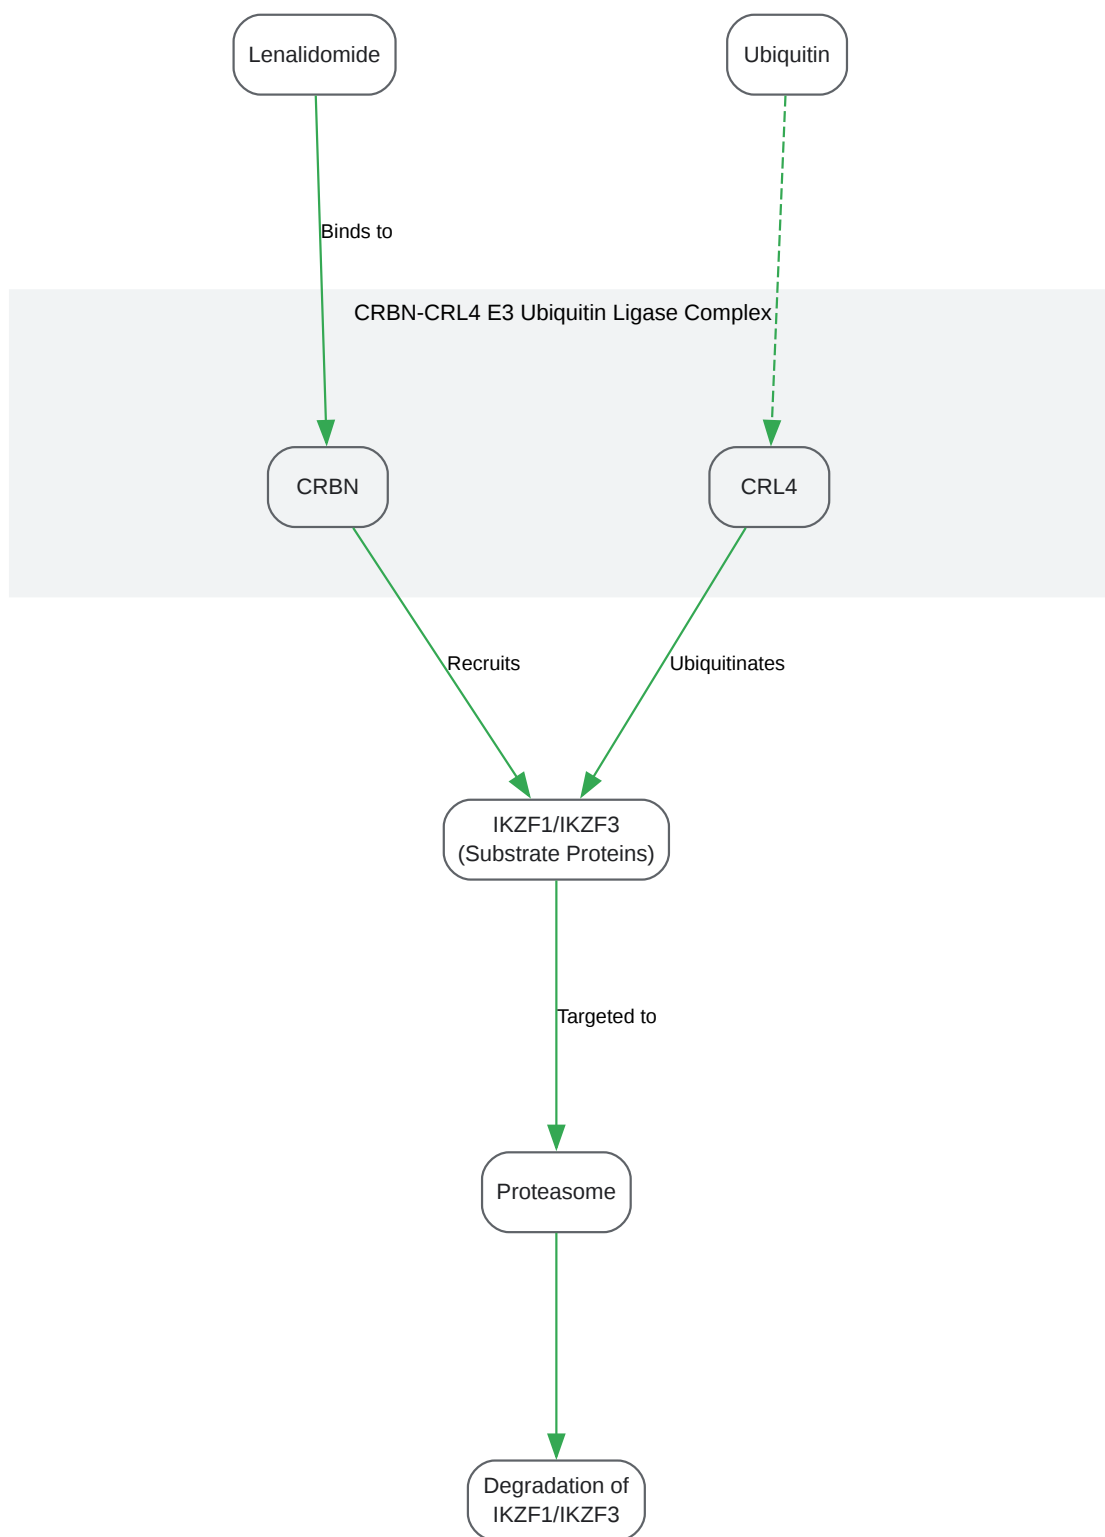 Lenalidomide
Ubiquitin
Binds to
CRBN-CRL4 E3 Ubiquitin Ligase Complex
CRBN
CRL4
Recruits
Ubiquitinates
IKZF1/IKZF3
(Substrate Proteins)
Targeted to
Proteasome
Degradation of
IKZF1/IKZF3